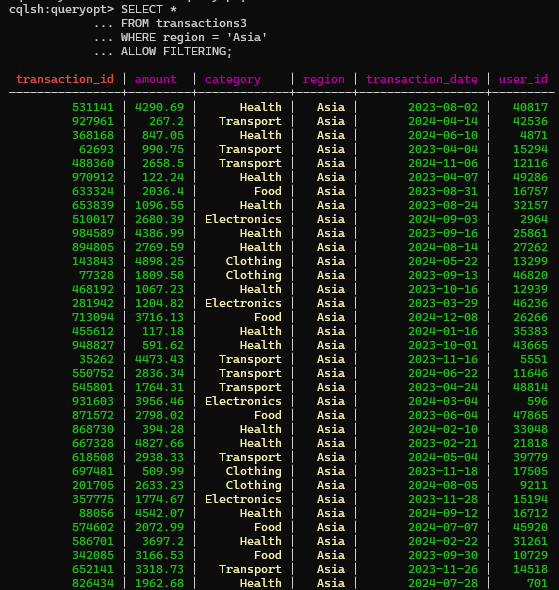 cqlsh:queryopt> SELECT *
... FROM transactions3
... WHERE region = 'Asia'
... ALLOW FILTERING;
transaction_id | amount | category | region | transaction_date | user_id
531141 | 4290.69 | Health | Asia | 2023-08-02 | 40817
927961 | 267.2 | Transport | Asia | 2024-04-14 | 42536
368168 | 847.05 | Health | Asia | 2024-06-10 | 4871
62693 | 990.75 | Transport | Asia | 2023-04-04 | 15294
488360 | 2658.5 | Transport | Asia | 2024-11-06 | 12116
970912 | 122.24 | Health | Asia | 2023-04-07 | 49286
633324 | 2036.4 | Food | Asia | 2023-08-31 | 16757
653839 | 1096.55 | Health | Asia | 2023-08-24 | 32157
510017 | 2680.39 | Electronics | Asia | 2024-09-03 | 2964
984589 | 4386.99 | Health | Asia | 2023-09-16 | 25861
894805 | 2769.59 | Health | Asia | 2024-08-14 | 27262
143843 | 4898.25 | Clothing | Asia | 2024-05-22 | 13299
77328 | 1809.58 | Clothing | Asia | 2023-09-13 | 46820
468192 | 1067.23 | Health | Asia | 2024-10-16 | 12939
281942 | 1204.82 | Electronics | Asia | 2023-03-29 | 46236
713094 | 3716.13 | Food | Asia | 2024-12-08 | 26266
455612 | 117.18 | Health | Asia | 2024-01-16 | 35383
948827 | 591.62 | Health | Asia | 2023-10-01 | 43665
35262 | 4473.43 | Transport | Asia | 2023-11-16 | 5551
550752 | 2836.34 | Transport | Asia | 2024-06-22 | 11646
545801 | 1764.31 | Transport | Asia | 2023-04-24 | 48814
931603 | 3956.46 | Electronics | Asia | 2024-03-04 | 596
871572 | 2798.02 | Food | Asia | 2024-06-04 | 47865
868730 | 394.28 | Health | Asia | 2024-02-10 | 33048
667328 | 4827.66 | Health | Asia | 2023-02-21 | 21818
618508 | 2938.33 | Transport | Asia | 2024-05-04 | 39779
697481 | 509.99 | Clothing | Asia | 2023-11-18 | 17505
201705 | 2633.23 | Clothing | Asia | 2024-08-05 | 9211
357775 | 1774.67 | Electronics | Asia | 2023-11-28 | 15194
88056 | 4542.07 | Health | Asia | 2024-09-12 | 16712
574602 | 2072.99 | Food | Asia | 2024-07-07 | 45920
586701 | 3697.2 | Health | Asia | 2024-02-22 | 31261
342085 | 3166.53 | Food | Asia | 2023-09-30 | 10729
652141 | 3318.73 | Transport | Asia | 2023-11-26 | 14518
826434 | 1962.68 | Health | Asia | 2024-07-28 | 701